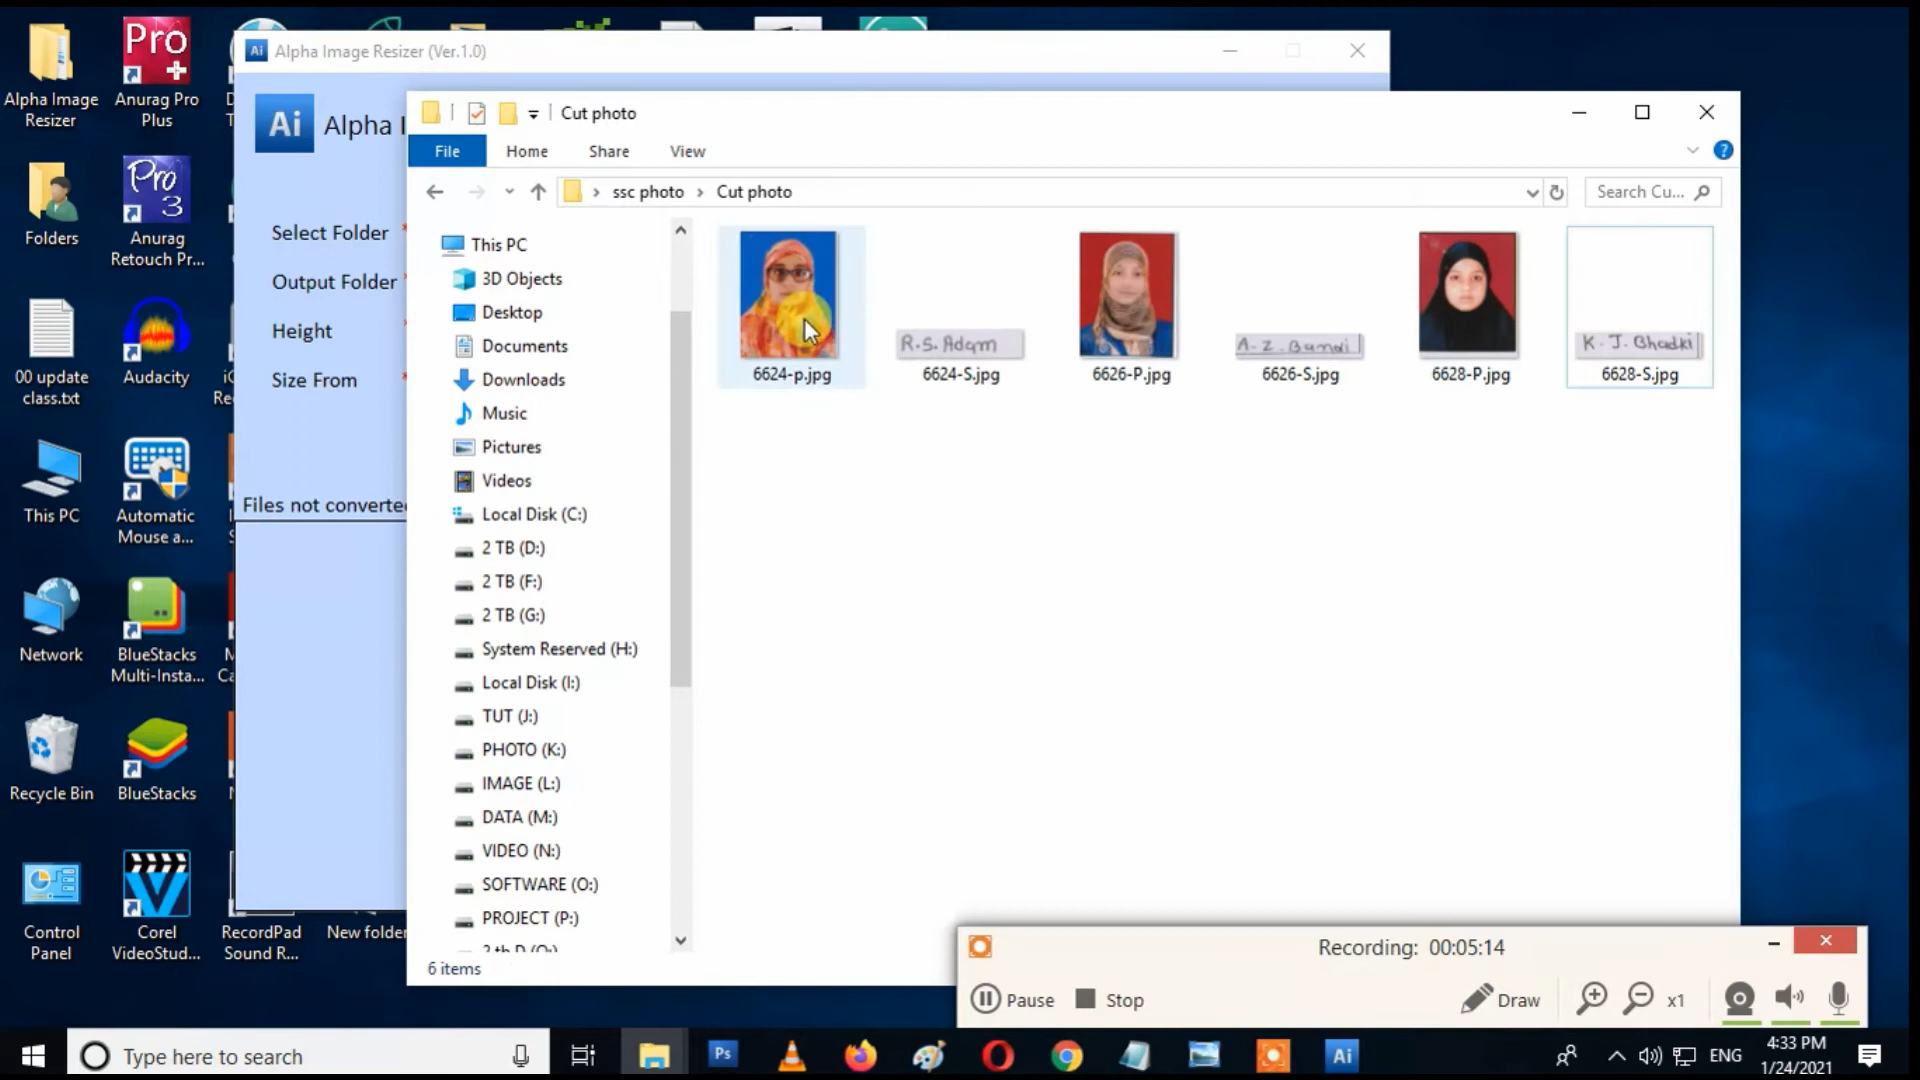 Alpha Image Resizer
Pro
Anurag Pro Plus
Ai Alpha Image Resizer (Ver.1.0)
Ai Alpha I
Cut photo
File Home Share View
ssc photo Cut photo
Search Cu...
Folders
Pro 3
Anurag Retouch Pr...
Select Folder *
Output Folder *
Height *
Size From *
Files not converted
00 update class.txt
Audacity
This PC
Automatic Mouse a...
Network
BlueStacks Multi-Insta...
Recycle Bin
BlueStacks
Control Panel
Corel VideoStud...
RecordPad Sound R...
New folder
This PC
3D Objects
Desktop
Documents
Downloads
Music
Pictures
Videos
Local Disk (C:)
2 TB (D:)
2 TB (F:)
2 TB (G:)
System Reserved (H:)
Local Disk (I:)
TUT (J:)
PHOTO (K:)
IMAGE (L:)
DATA (M:)
VIDEO (N:)
SOFTWARE (O:)
PROJECT (P:)
R.S. Adam
A-Z. Bandi
K.J. Bhadki
6624-p.jpg 6624-S.jpg 6626-P.jpg 6626-S.jpg 6628-P.jpg 6628-S.jpg
6 items
Recording: 00:05:14
Pause Stop Draw x1
Type here to search
Ps
Ai
ENG
4:33 PM
1/24/2021